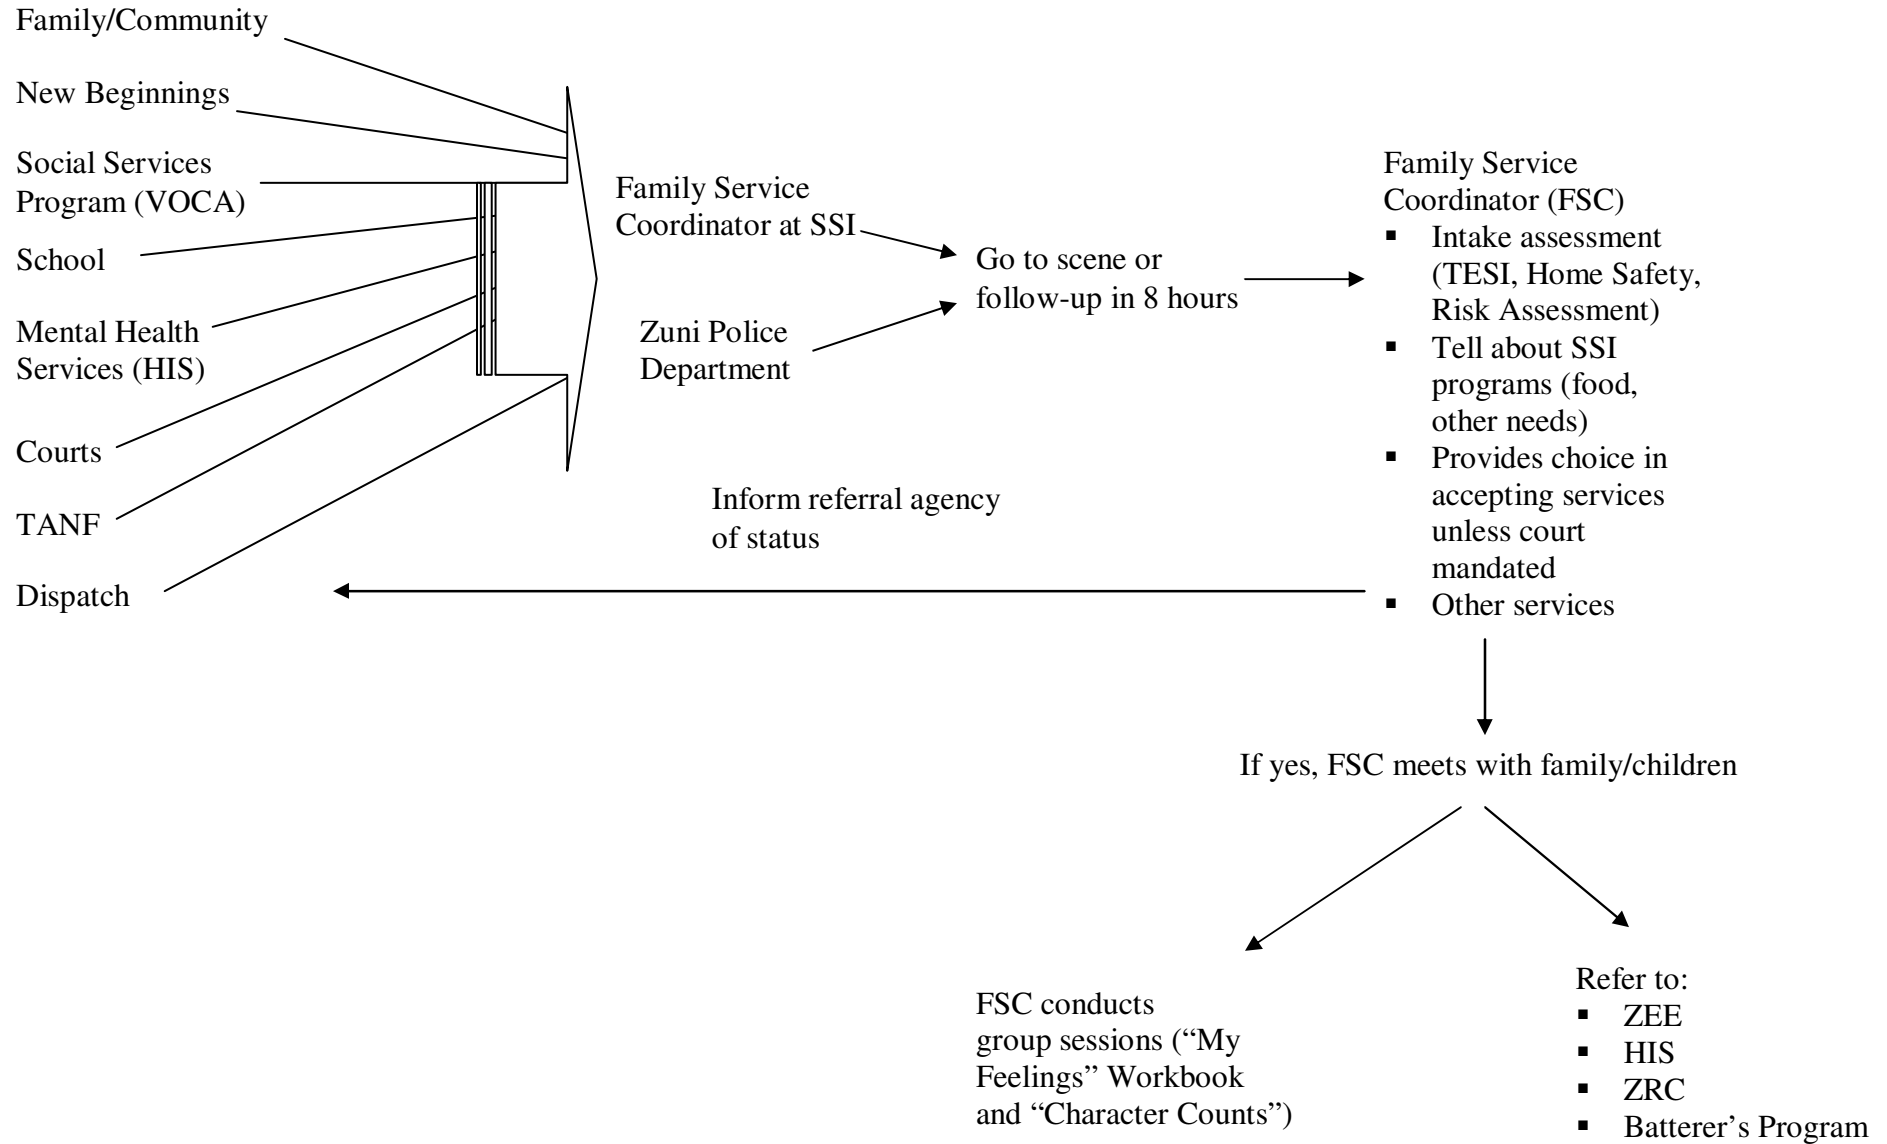 Family/Community
New Beginnings
Social Services
Program (VOCA)
School
Mental Health
Services (HIS)
Courts
TANF
Dispatch
Family Service
Coordinator at SSI
Zuni Police
Department
Go to scene or
follow-up in 8 hours
Inform referral agency
of status
Family Service
Coordinator (FSC)
▪ Intake assessment
(TESI, Home Safety,
Risk Assessment)
▪ Tell about SSI
programs (food,
other needs)
▪ Provides choice in
accepting services
unless court
mandated
▪ Other services
If yes, FSC meets with family/children
FSC conducts
group sessions (“My
Feelings” Workbook
and “Character Counts”)
Refer to:
▪ ZEE
▪ HIS
▪ ZRC
▪ Batterer’s Program